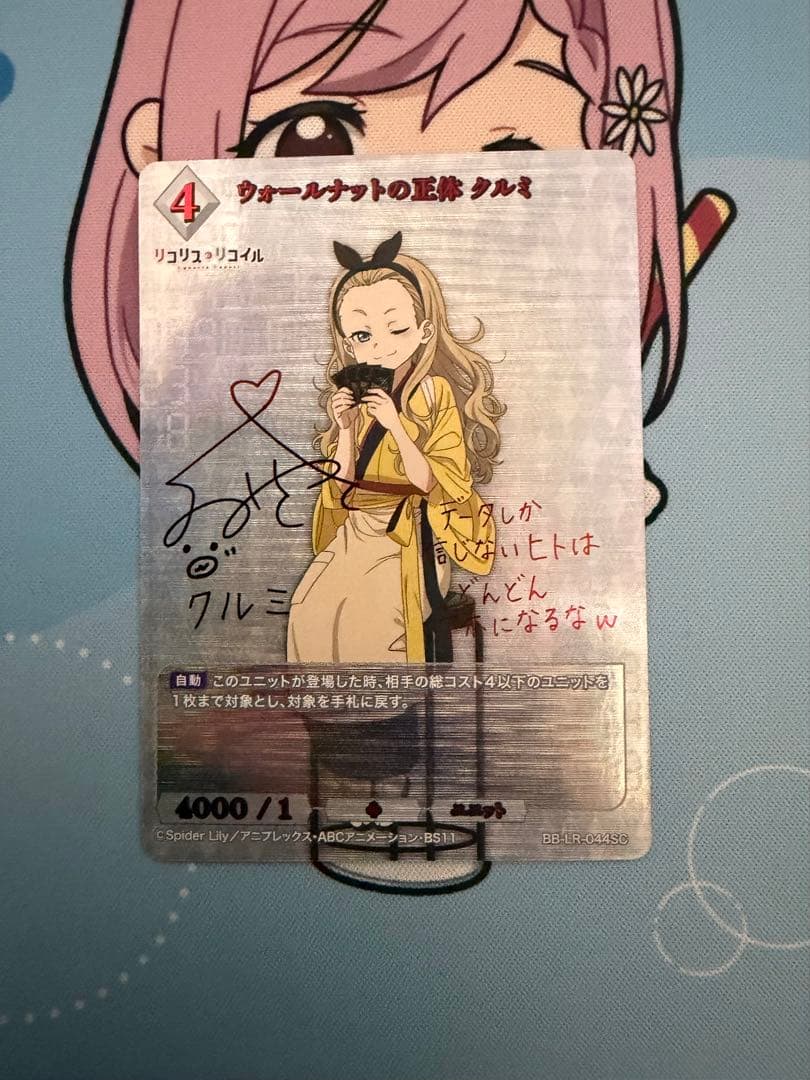 4
ウォールナットの正体 クルミ
リコリス・リコイル
データしか
信じないヒトは
どんどん
になるなw
クルミ
自動 このユニットが登場した時、相手の総コスト4以下のユニットを
1枚まで対象とし、対象を手札に戻す。
4000 / 1
ユニット
©Spider Lily／アニプレックス・ABCアニメーション・BS11
BB-LR-044SC